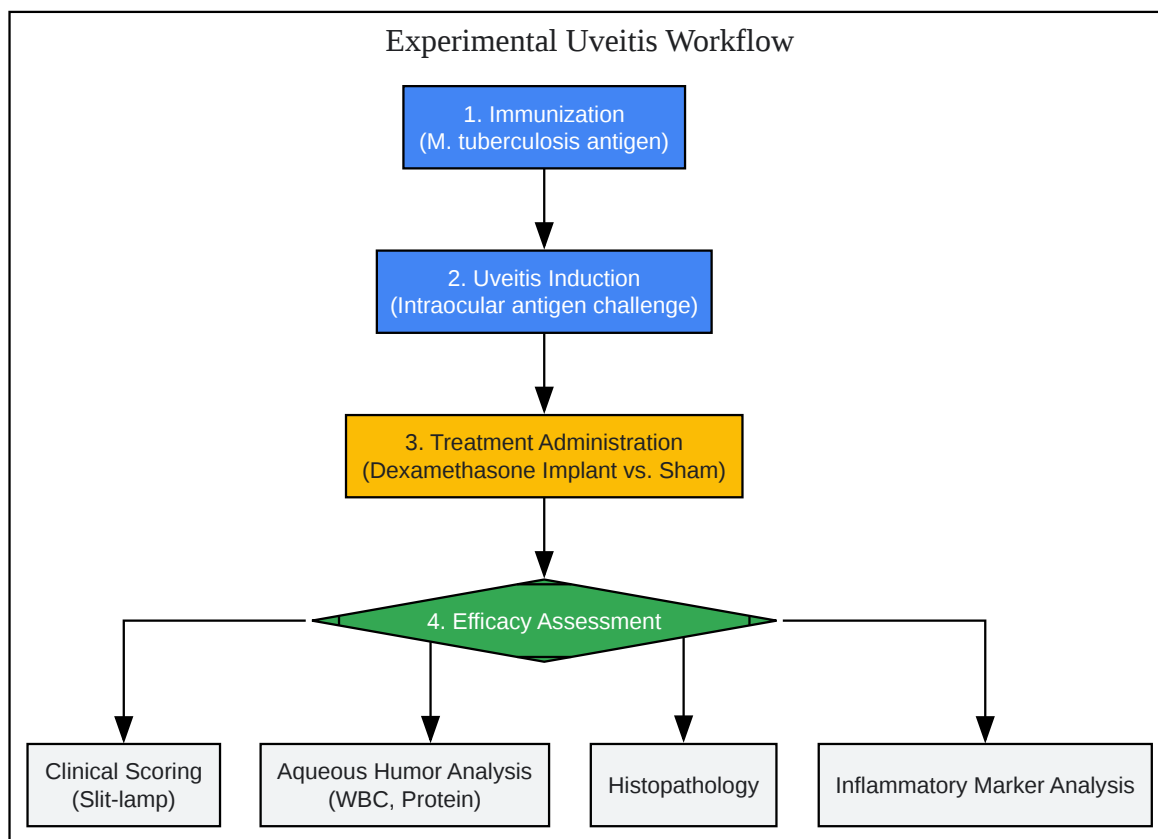 Experimental Uveitis Workflow
1. Immunization
(M. tuberculosis antigen)
2. Uveitis Induction
(Intraocular antigen challenge)
3. Treatment Administration
(Dexamethasone Implant vs. Sham)
4. Efficacy Assessment
Clinical Scoring
(Slit-lamp)
Aqueous Humor Analysis
(WBC, Protein)
Histopathology
Inflammatory Marker Analysis